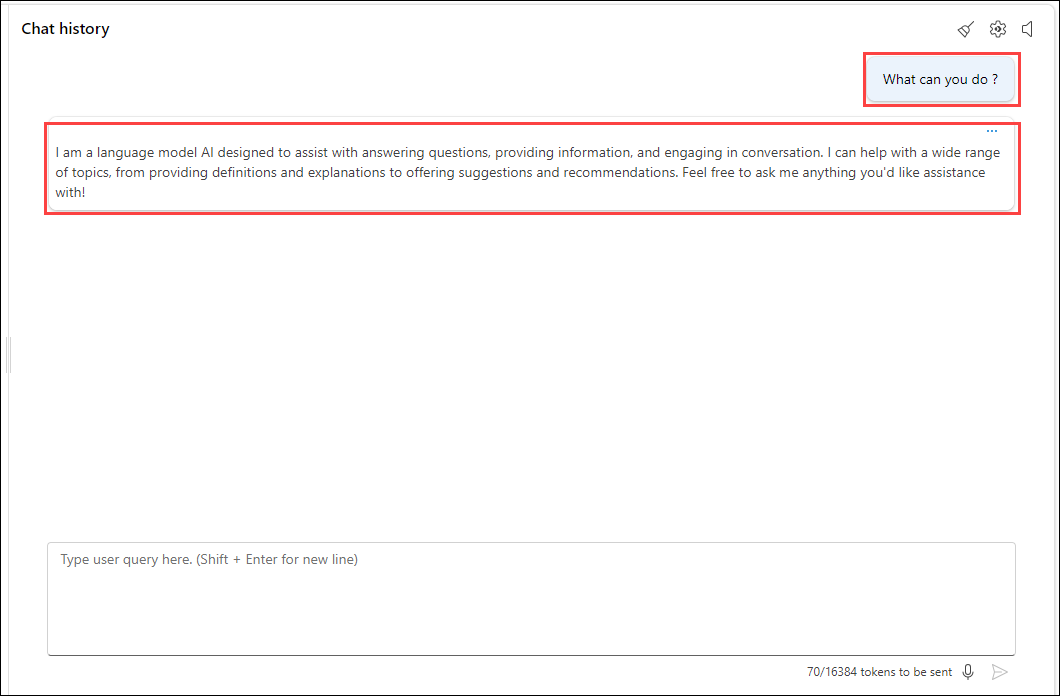 Chat history
What can you do ?
...
I am a language model AI designed to assist with answering questions, providing information, and engaging in conversation. I can help with a wide range
of topics, from providing definitions and explanations to offering suggestions and recommendations. Feel free to ask me anything you'd like assistance
with!
Type user query here. (Shift + Enter for new line)
70/16384 tokens to be sent